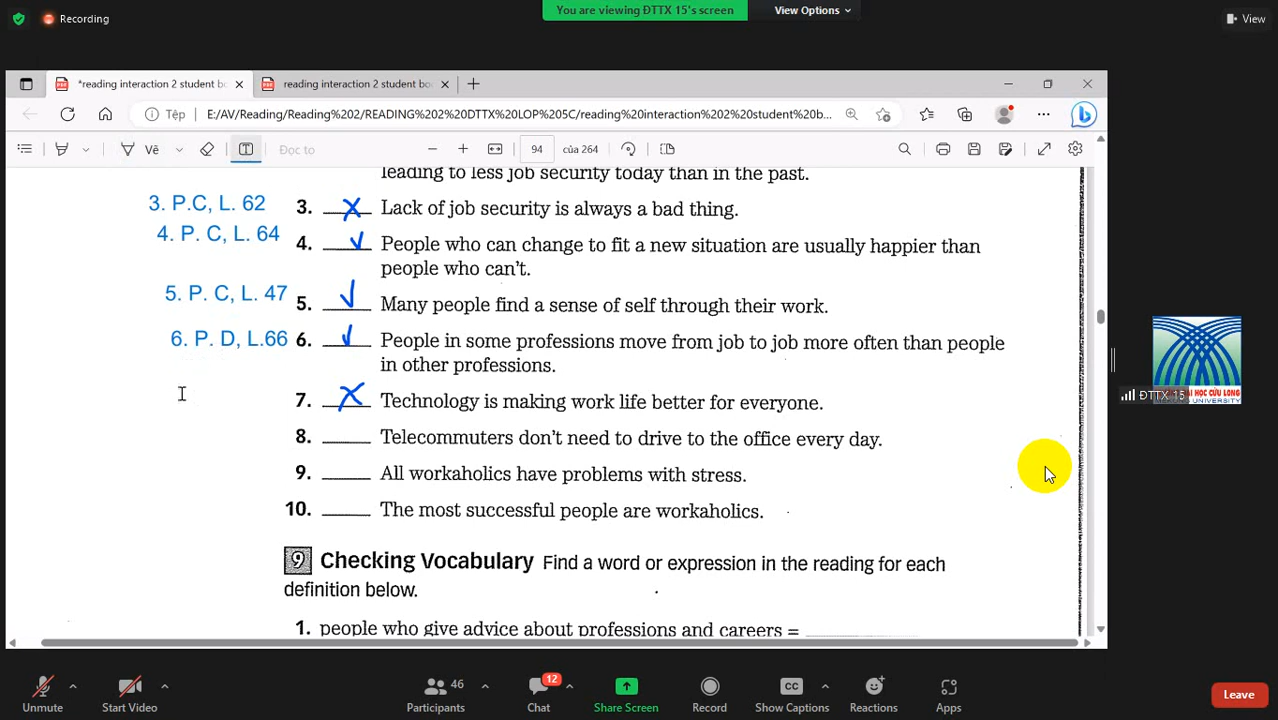 Recording
You are viewing ĐTTX 15's screen
View Options
View
*reading interaction 2 student bo
reading interaction 2 student bo
Tệp
E:/AV/Reading/Reading%202/READING%202%20DTTX%20LOP%205C/reading%20interaction%202%20student%20b...
Vẽ
Đọc to
94
của 264
leading to less job security today than in the past.
3. P.C, L. 62
3. X Lack of job security is always a bad thing.
4. P. C, L. 64
4. ✓ People who can change to fit a new situation are usually happier than
people who can't.
5. P. C, L. 47
5. ✓ Many people find a sense of self through their work.
6. P. D, L.66
6. ✓ People in some professions move from job to job more often than people
in other professions.
7. X Technology is making work life better for everyone.
8. Telecommuters don't need to drive to the office every day.
9. All workaholics have problems with stress.
10. The most successful people are workaholics.
9 Checking Vocabulary Find a word or expression in the reading for each
definition below.
1. people who give advice about professions and careers =
ĐTTX 15
HỌC CỬU LONG
UNIVERSITY
Unmute
Start Video
46
Participants
12
Chat
Share Screen
Record
CC
Show Captions
Reactions
Apps
Leave